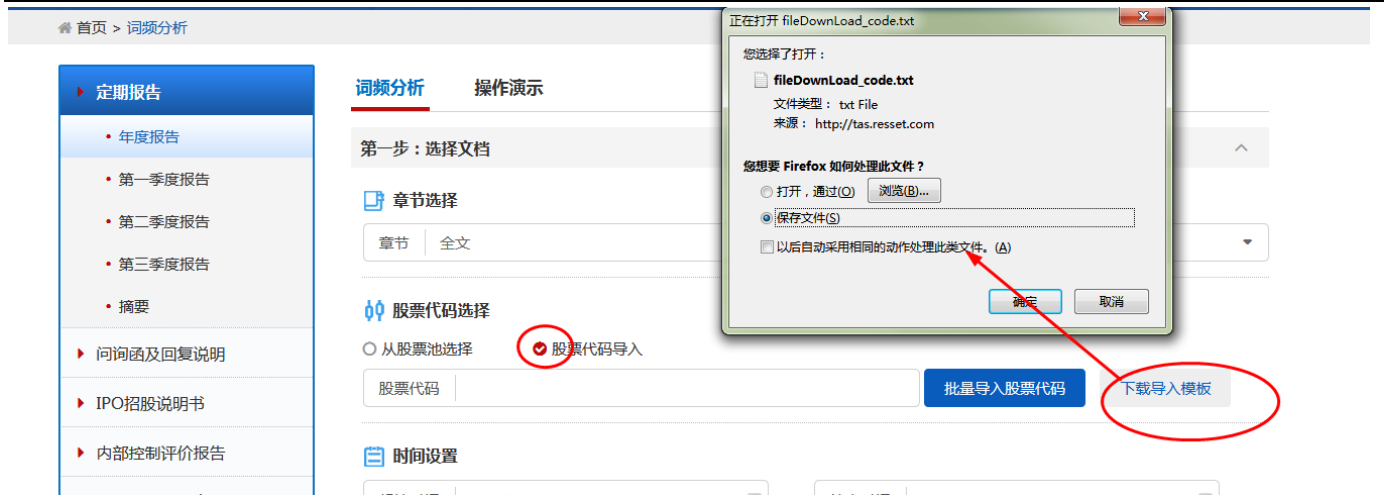 首页 > 词频分析
定期报告
年度报告
第一季度报告
第二季度报告
第三季度报告
摘要
问询函及回复说明
IPO招股说明书
内部控制评价报告
词频分析 操作演示
第一步：选择文档
章节选择
章节 全文
股票代码选择
从股票池选择 股票代码导入
股票代码 批量导入股票代码 下载导入模板
时间设置
正在打开 fileDownLoad_code.txt
您选择了打开：
fileDownLoad_code.txt
文件类型： txt File
来源： http://tas.resset.com
您想要 Firefox 如何处理此文件？
打开，通过(O) 浏览(B)...
保存文件(S)
以后自动采用相同的动作处理此类文件。(A)
确定 取消